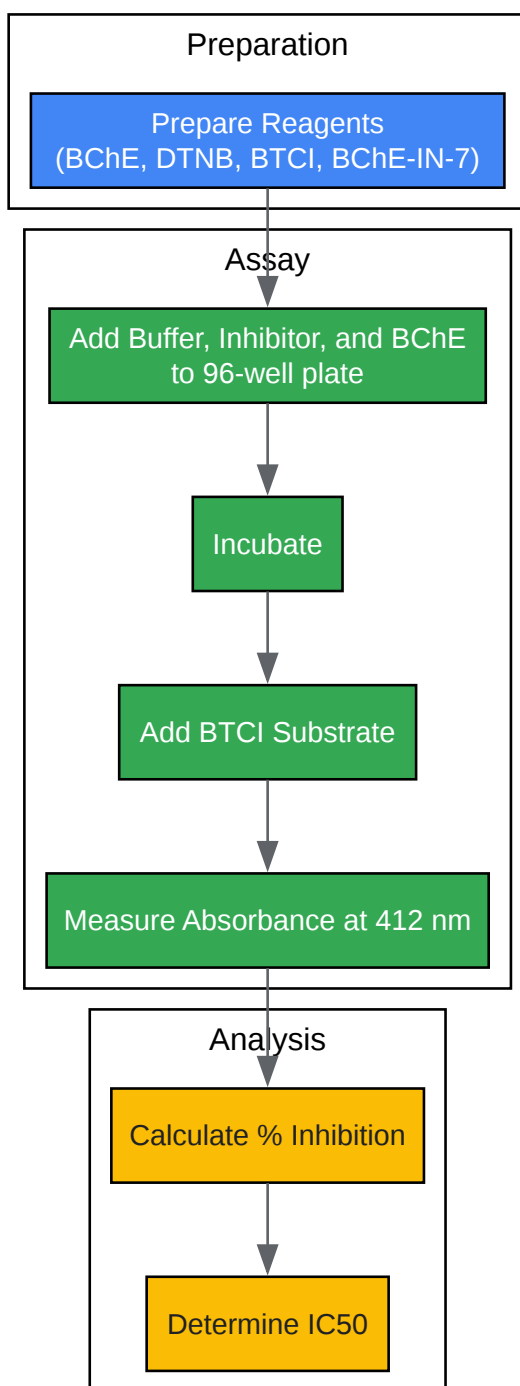 Preparation
Prepare Reagents
(BChE, DTNB, BTCI, BChE-IN-7)
Assay
Add Buffer, Inhibitor, and BChE
to 96-well plate
Incubate
Add BTCI Substrate
Measure Absorbance at 412 nm
Analysis
Calculate % Inhibition
Determine IC50